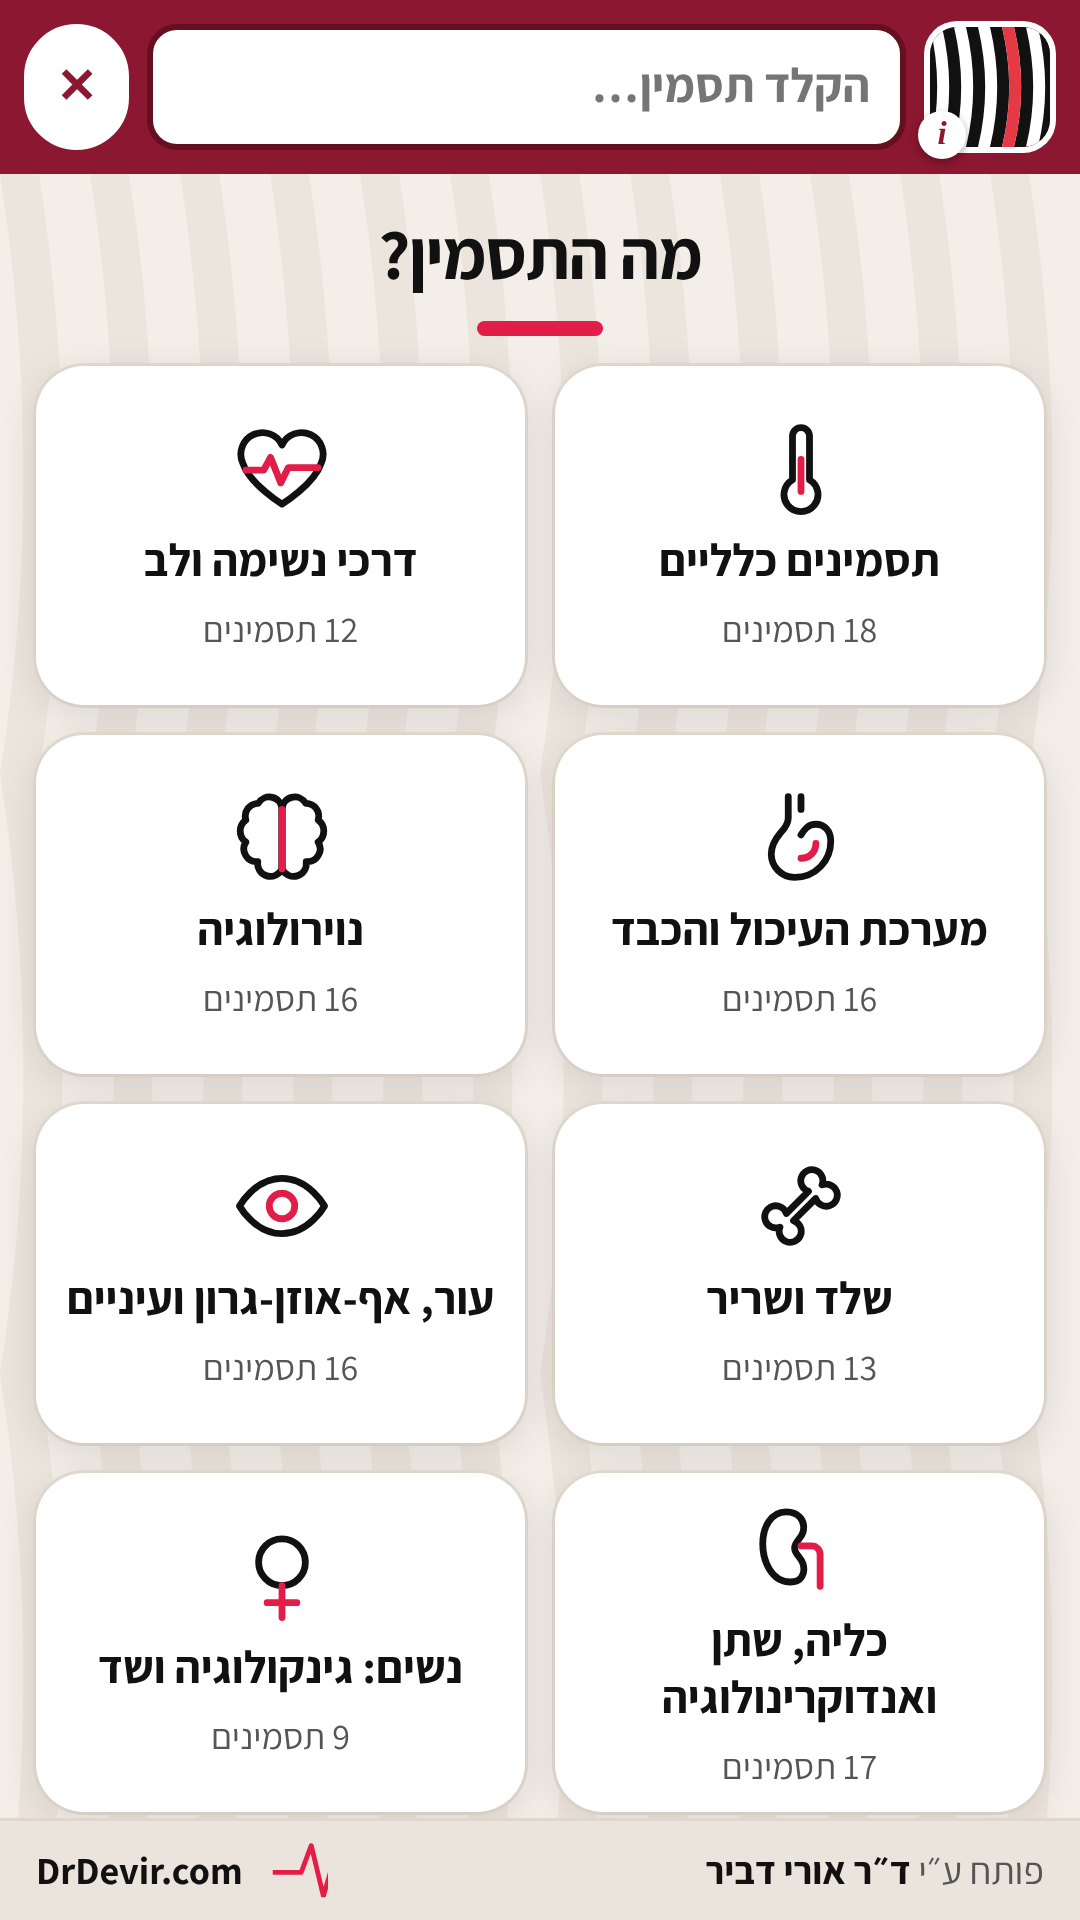 הקלד תסמין...
×
i
מה התסמין?
תסמינים כלליים
18 תסמינים
דרכי נשימה ולב
12 תסמינים
מערכת העיכול והכבד
16 תסמינים
נוירולוגיה
16 תסמינים
שלד ושריר
13 תסמינים
עור, אף-אוזן-גרון ועיניים
16 תסמינים
כליה, שתן
ואנדוקרינולוגיה
17 תסמינים
נשים: גינקולוגיה ושד
9 תסמינים
פותח ע״י ד״ר אורי דביר
DrDevir.com